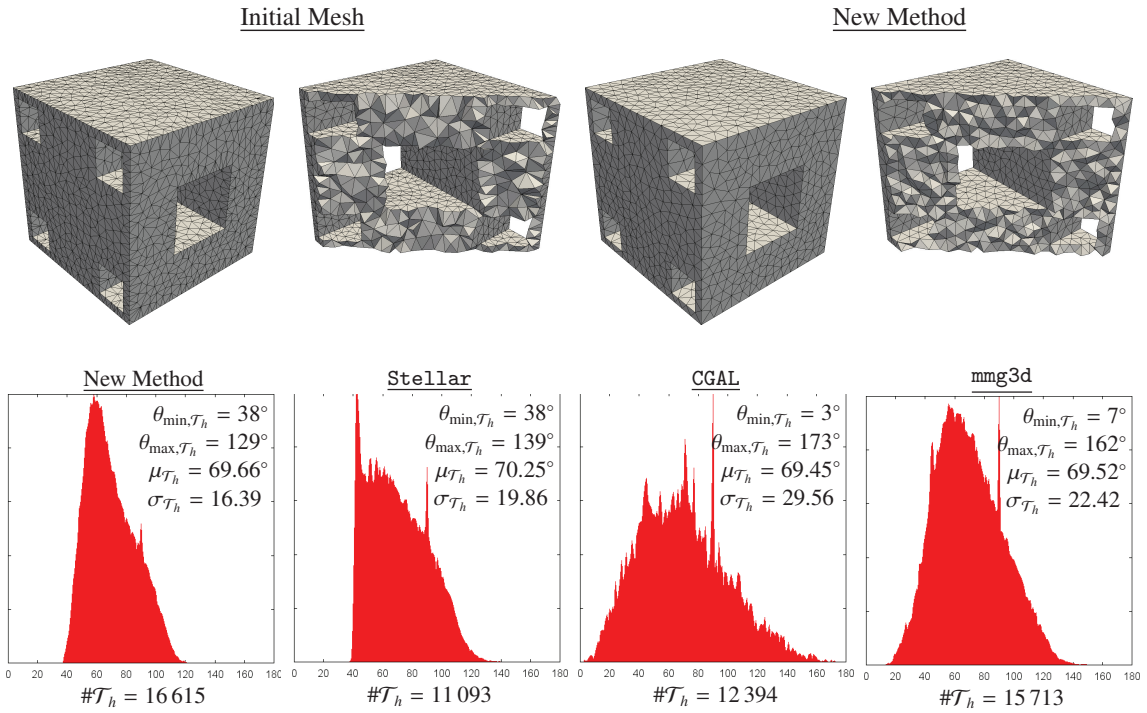 Initial Mesh
New Method
New Method
θmin,𝒯h = 38°
θmax,𝒯h = 129°
μ𝒯h = 69.66°
σ𝒯h = 16.39
0 20 40 60 80 100 120 140 160 180
#𝒯h = 16 615
Stellar
θmin,𝒯h = 38°
θmax,𝒯h = 139°
μ𝒯h = 70.25°
σ𝒯h = 19.86
0 20 40 60 80 100 120 140 160 180
#𝒯h = 11 093
CGAL
θmin,𝒯h = 3°
θmax,𝒯h = 173°
μ𝒯h = 69.45°
σ𝒯h = 29.56
0 20 40 60 80 100 120 140 160 180
#𝒯h = 12 394
mmg3d
θmin,𝒯h = 7°
θmax,𝒯h = 162°
μ𝒯h = 69.52°
σ𝒯h = 22.42
0 20 40 60 80 100 120 140 160 180
#𝒯h = 15 713